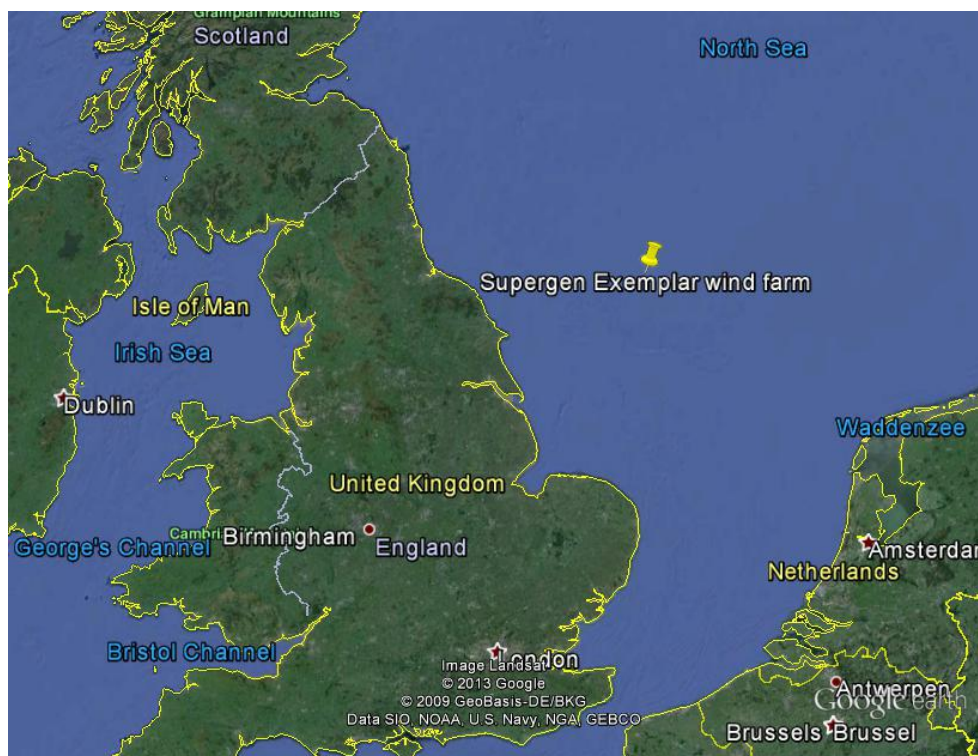 Grampian Mountains
Scotland
North Sea
Supergen Exemplar wind farm
Isle of Man
Irish Sea
Dublin
Waddenzee
United Kingdom
Birmingham
England
George's Channel
Amsterdam
Netherlands
Bristol Channel
London
Image Landsat
© 2013 Google
© 2009 GeoBasis-DE/BKG
Data SIO, NOAA, U.S. Navy, NGA, GEBCO
Antwerpen
Google earth
Brussels Brussel